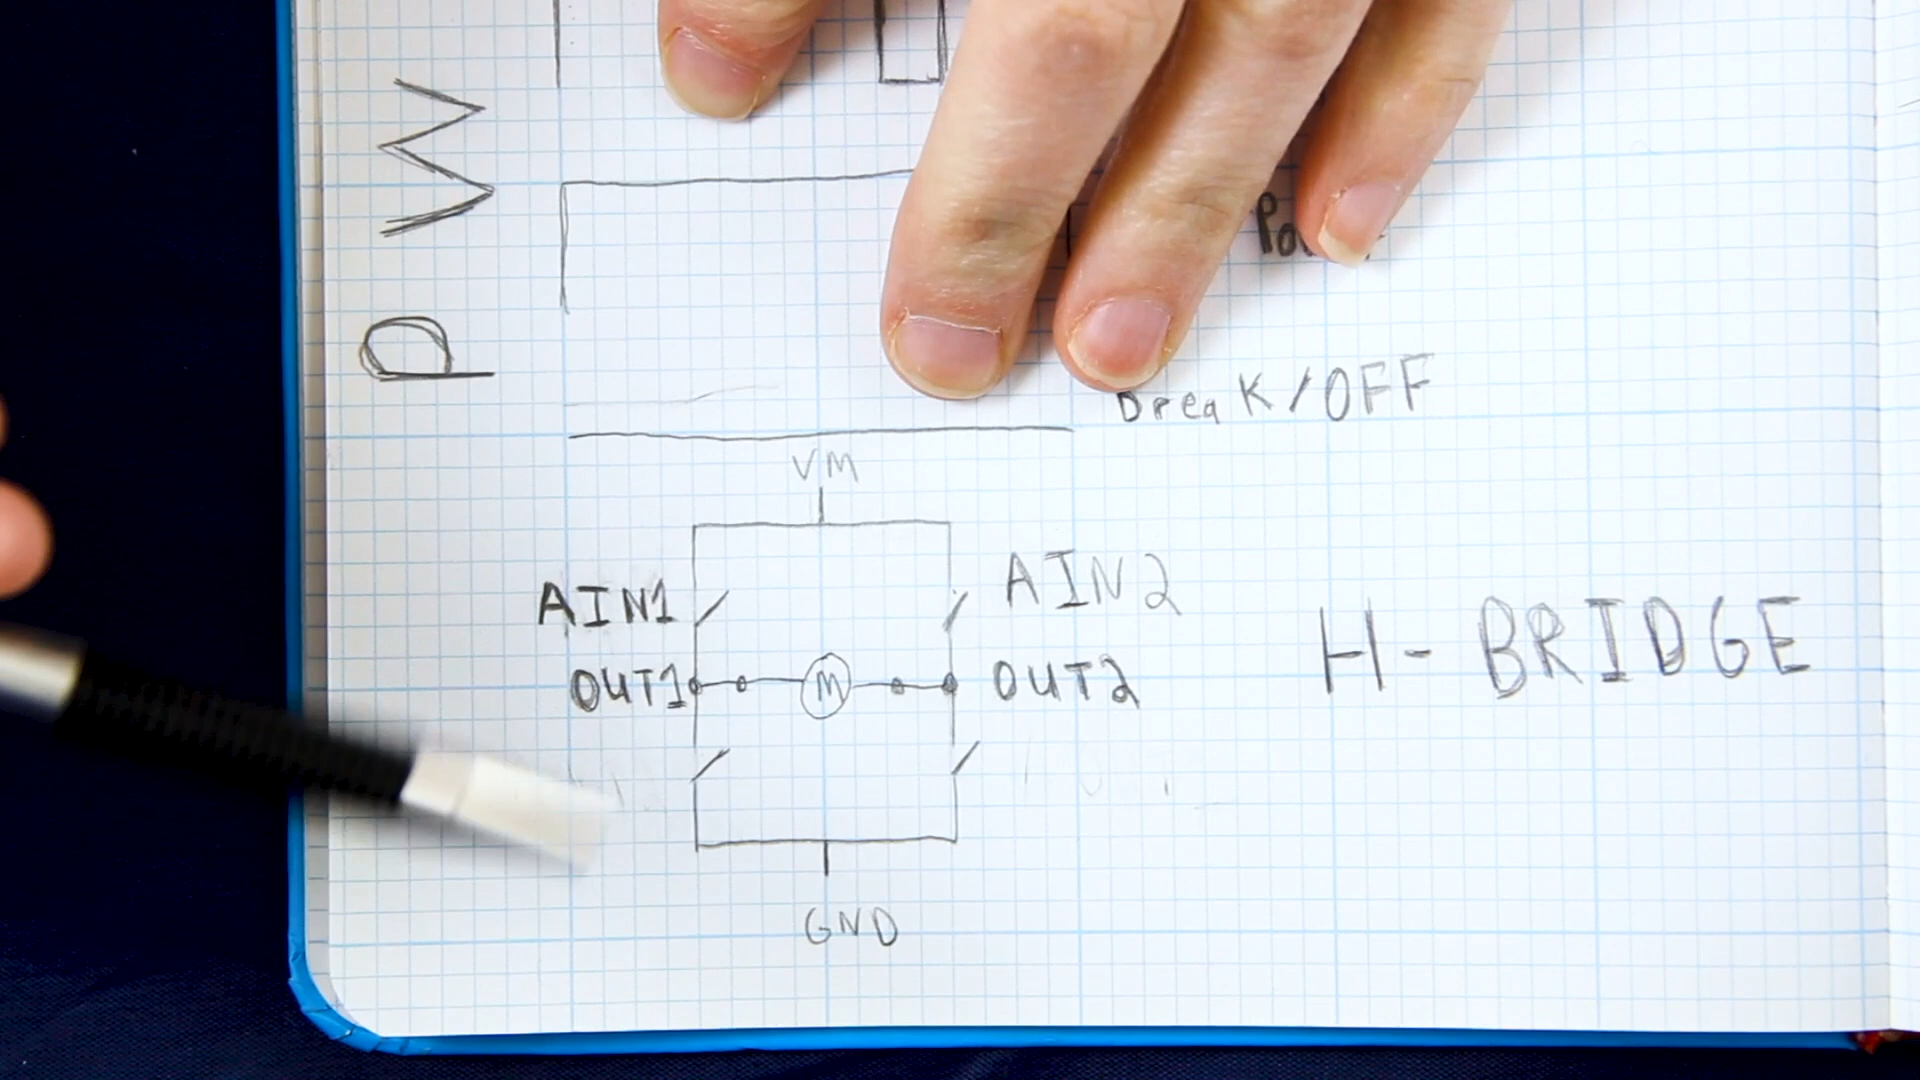 PW
Break/OFF
VM
AIN1
AIN2
OUT1
M
OUT2
H-BRIDGE
GND